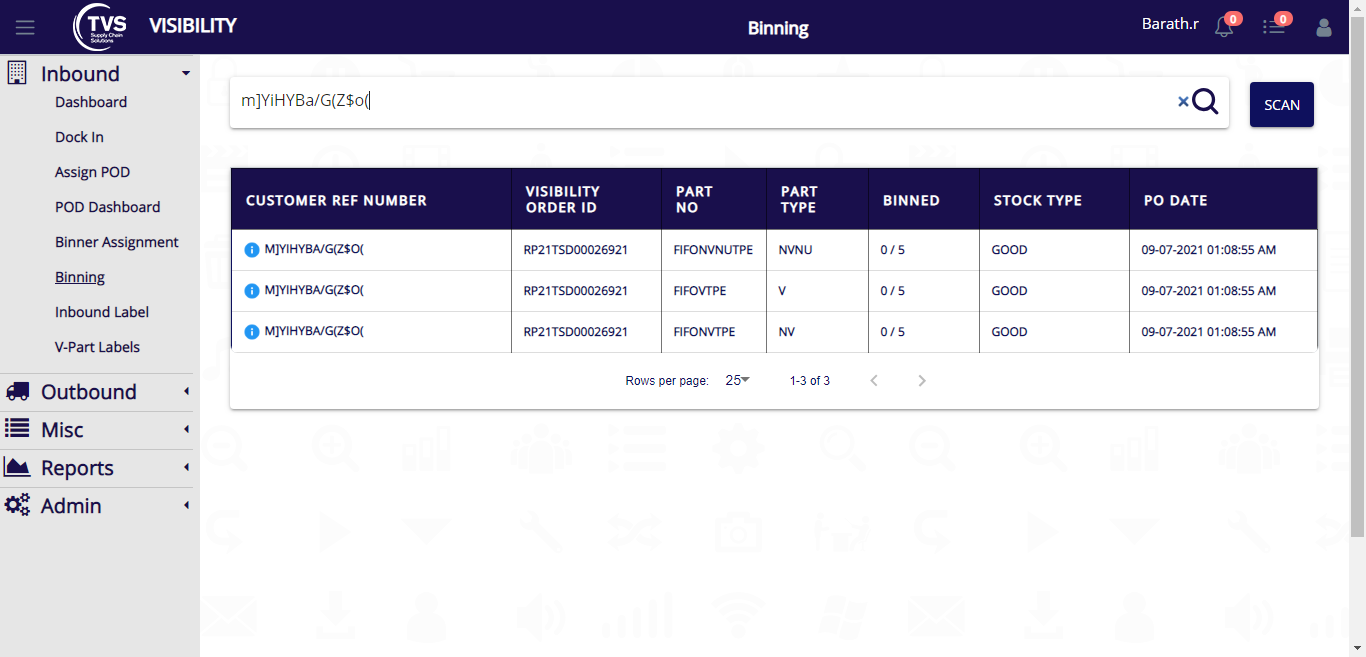 TVS
Supply Chain
Solutions
VISIBILITY
Binning
Barath.r
0
0
Inbound
Dashboard
Dock In
Assign POD
POD Dashboard
Binner Assignment
Binning
Inbound Label
V-Part Labels
Outbound
Misc
Reports
Admin
m]YiHYBa/G(Z$o(
SCAN
CUSTOMER REF NUMBER VISIBILITY ORDER ID PART NO PART TYPE BINNED STOCK TYPE PO DATE
M]YIHYBA/G(Z$O( RP21TSD00026921 FIFONVNUTPE NVNU 0 / 5 GOOD 09-07-2021 01:08:55 AM
M]YIHYBA/G(Z$O( RP21TSD00026921 FIFOVTPE V 0 / 5 GOOD 09-07-2021 01:08:55 AM
M]YIHYBA/G(Z$O( RP21TSD00026921 FIFONVTPE NV 0 / 5 GOOD 09-07-2021 01:08:55 AM
Rows per page: 25 1-3 of 3